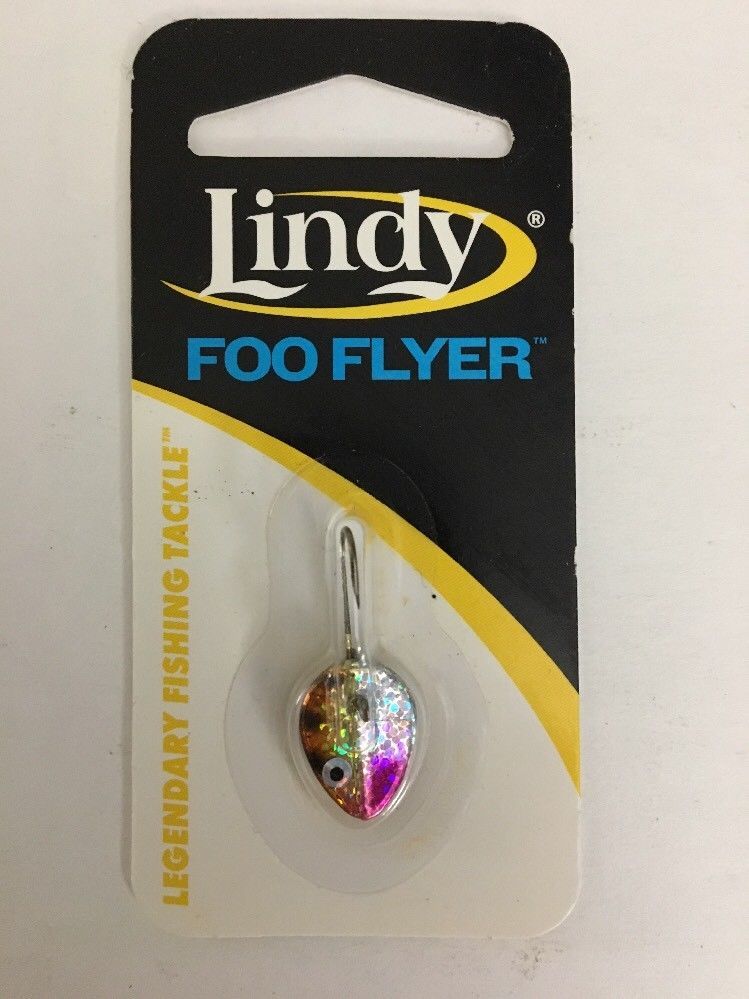 Lindy®
FOO FLYER™
LEGENDARY FISHING TACKLE™